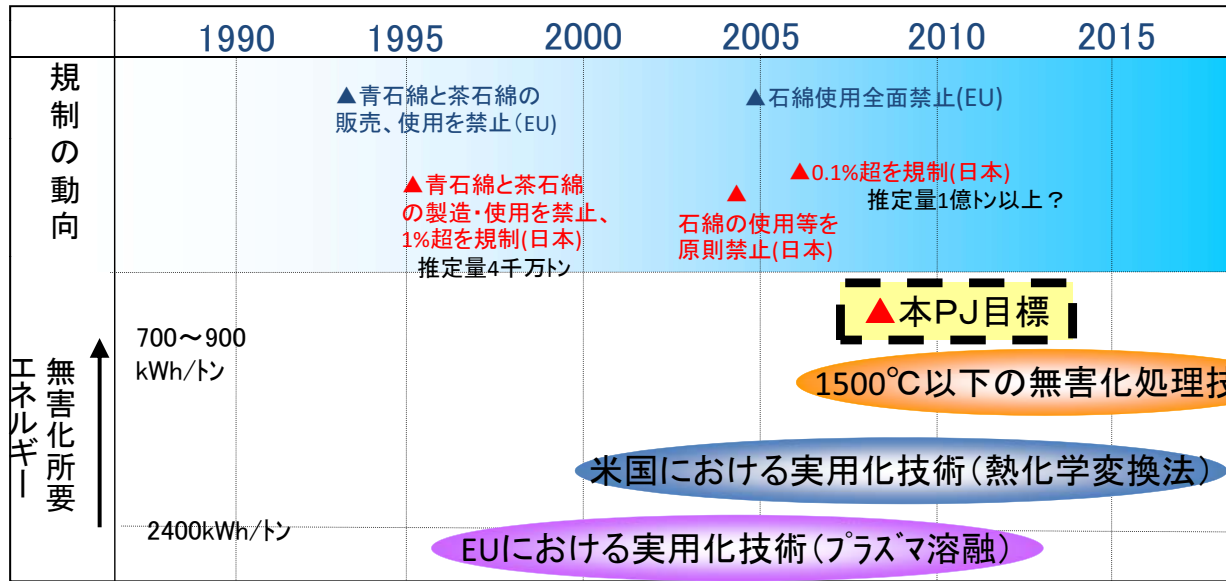 1990 1995 2000 2005 2010 2015
規制の動向
▲青石綿と茶石綿の
販売、使用を禁止(EU)
▲石綿使用全面禁止(EU)
▲青石綿と茶石綿
の製造・使用を禁止、
1%超を規制(日本)
推定量4千万トン
▲
石綿の使用等を
原則禁止(日本)
▲0.1%超を規制(日本)
推定量1億トン以上？
無害化所要
エネルギー
700～900
kWh/トン
2400kWh/トン
▲本PJ目標
1500℃以下の無害化処理技
米国における実用化技術(熱化学変換法)
EUにおける実用化技術(プラズマ溶融)